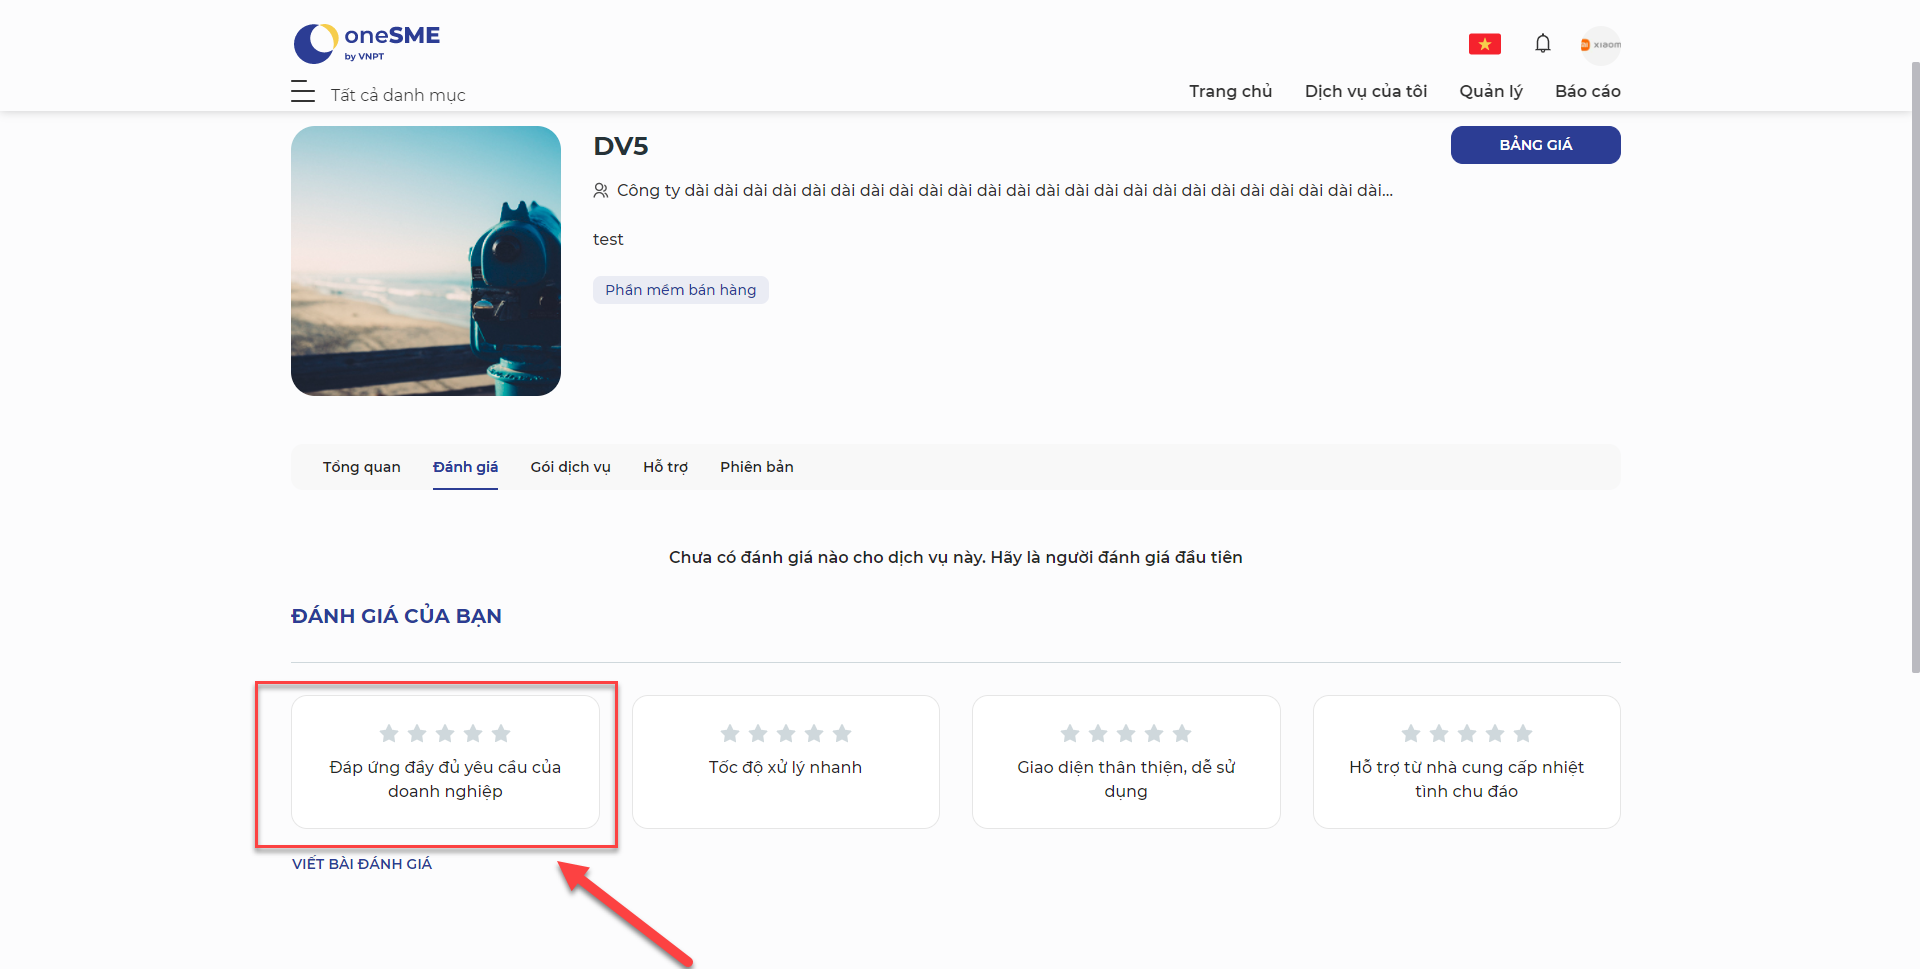 oneSME
by VNPT
xiaom
Tất cả danh mục
Trang chủ
Dịch vụ của tôi
Quản lý
Báo cáo
DV5
BẢNG GIÁ
Công ty dài dài dài dài dài dài dài dài dài dài dài dài dài dài dài dài dài dài dài dài dài dài dài dài...
test
Phần mềm bán hàng
Tổng quan
Đánh giá
Gói dịch vụ
Hỗ trợ
Phiên bản
Chưa có đánh giá nào cho dịch vụ này. Hãy là người đánh giá đầu tiên
ĐÁNH GIÁ CỦA BẠN
Đáp ứng đầy đủ yêu cầu của
doanh nghiệp
Tốc độ xử lý nhanh
Giao diện thân thiện, dễ sử
dụng
Hỗ trợ từ nhà cung cấp nhiệt
tình chu đáo
VIẾT BÀI ĐÁNH GIÁ